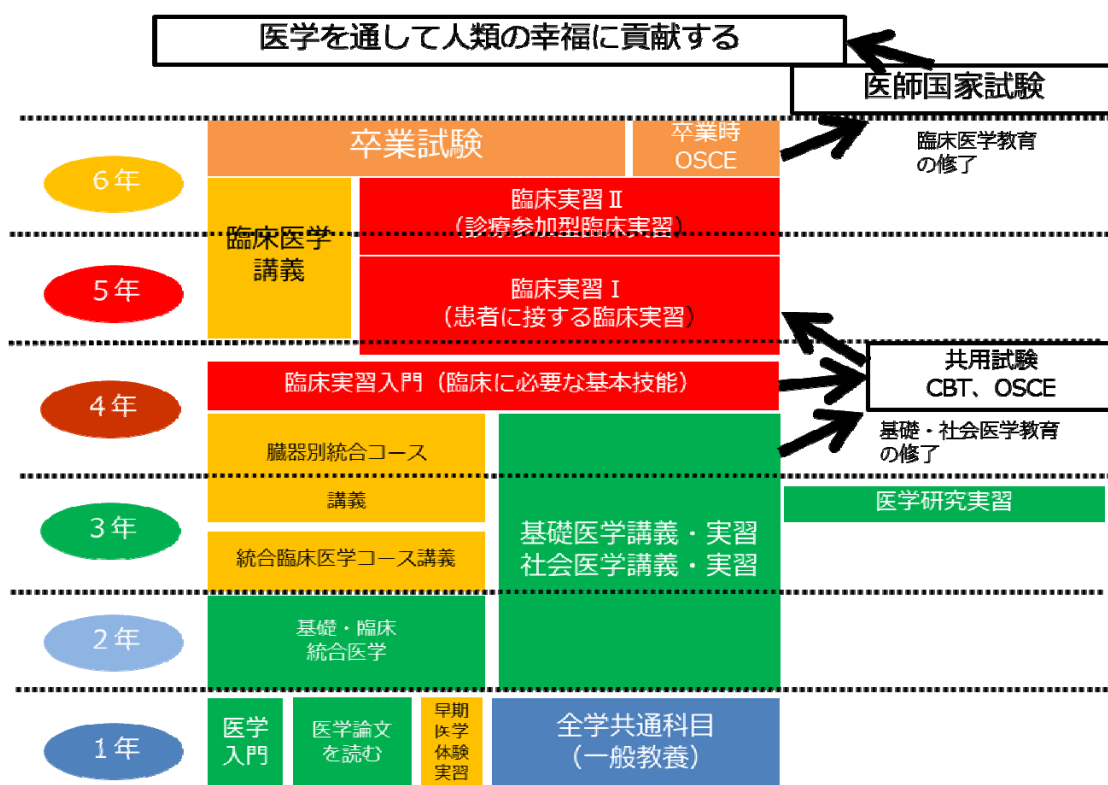 医学を通して人類の幸福に貢献する
医師国家試験
卒業試験
卒業時
OSCE
臨床医学教育
の修了
6年
臨床実習Ⅱ
（診療参加型臨床実習）
臨床医学
講義
5年
臨床実習Ⅰ
（患者に接する臨床実習）
共用試験
CBT、OSCE
臨床実習入門（臨床に必要な基本技能）
4年
基礎・社会医学教育
の修了
臓器別統合コース
講義
医学研究実習
3年
基礎医学講義・実習
社会医学講義・実習
統合臨床医学コース講義
2年
基礎・臨床
統合医学
1年
医学
入門
医学論文
を読む
早期
医学
体験
実習
全学共通科目
（一般教養）